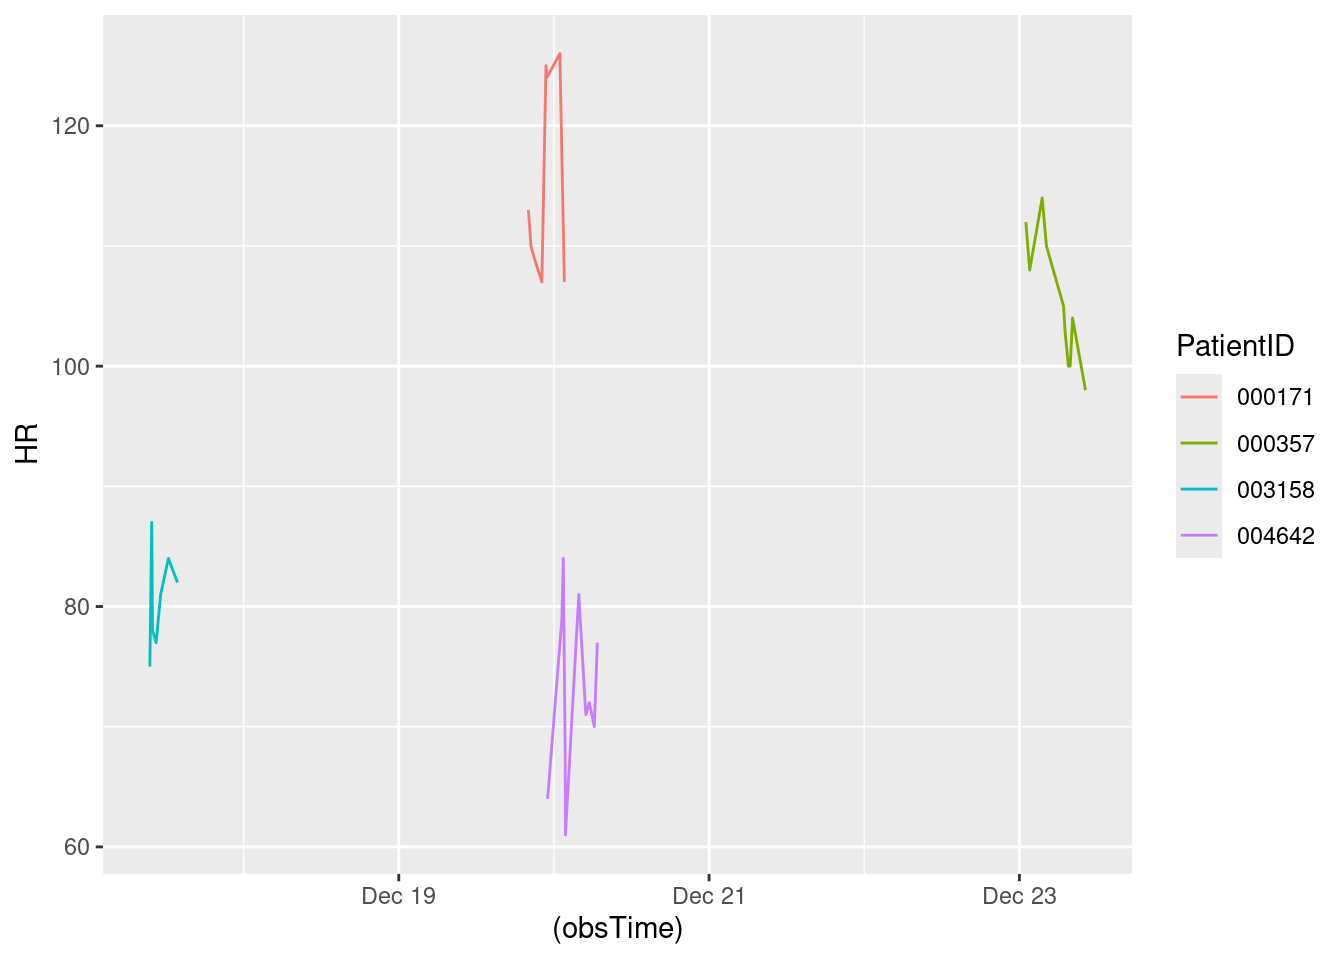 120
100
80
60
HR
Dec 19
Dec 21
Dec 23
(obsTime)
PatientID
000171
000357
003158
004642